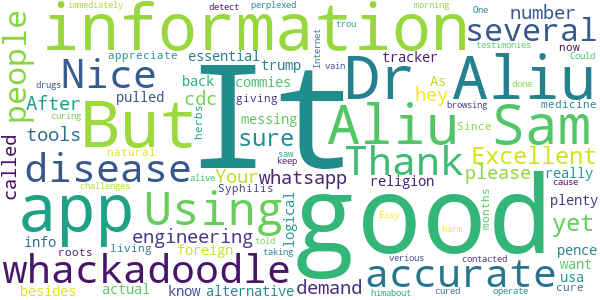 immediately detect perplexed morning
information several number
people Nice Dr Aliu hey One testimonies Could
appreciate essential trump tracker As now
After pulled back commies Internet trou vain
tools cdc giving But It Aliu Sam
herbs messing Since browsing done medicine
called disease sure Thank Excellent
natural drugs curing Your saw keep please really
challenges Syphilis whatsapp religion plenty
app Using logical alive months yet
info roots living engineering good cause pence
whackadoodle foreign told taking accurate want usa
besides actual know alternative demand Easy harm verious contacted cure
cured himabout operate